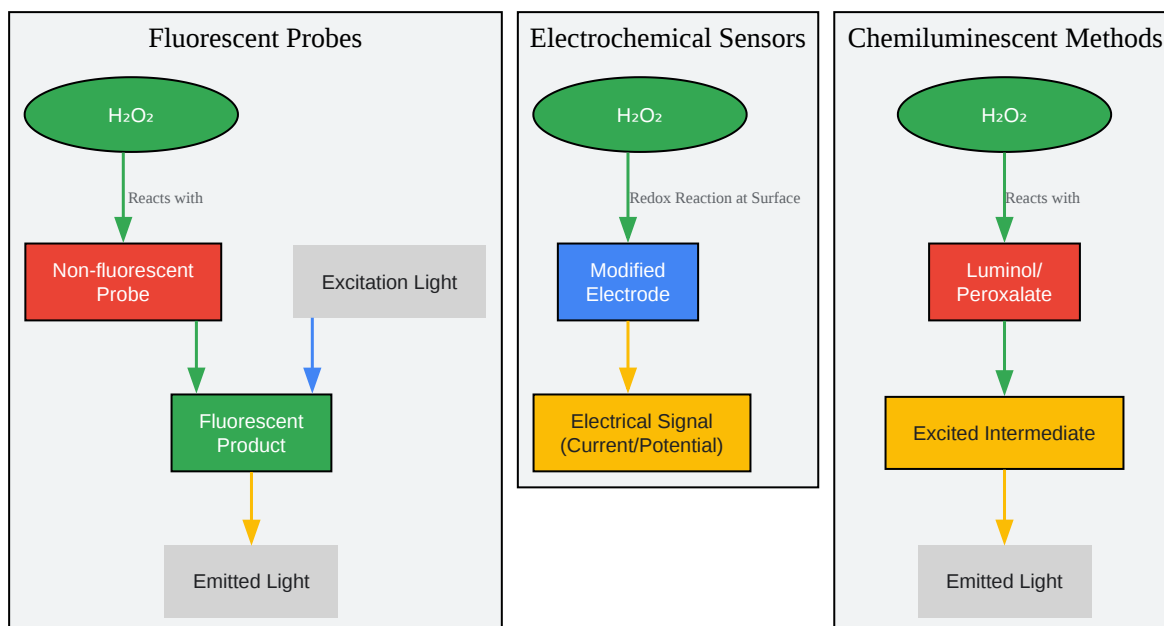 Fluorescent Probes
H₂O₂
Reacts with
Non-fluorescent
Probe
Excitation Light
Fluorescent
Product
Emitted Light
Electrochemical Sensors
H₂O₂
Redox Reaction at Surface
Modified
Electrode
Electrical Signal
(Current/Potential)
Chemiluminescent Methods
H₂O₂
Reacts with
Luminol/
Peroxalate
Excited Intermediate
Emitted Light